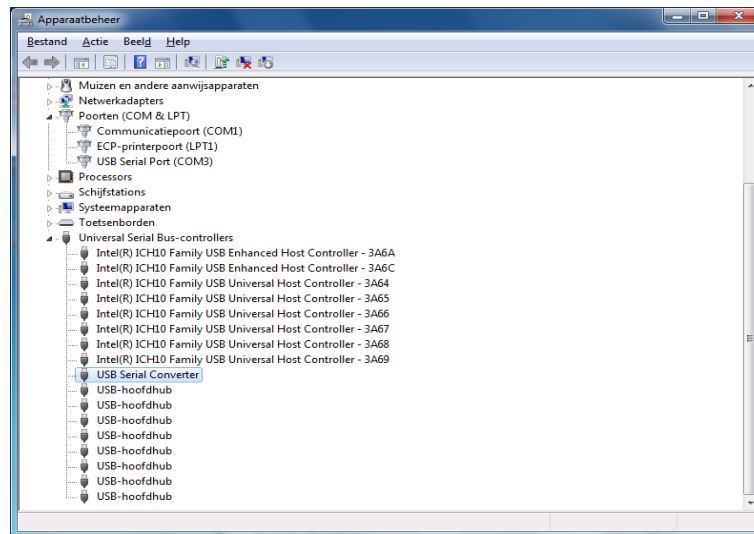 Apparaatbeheer
Bestand Actie Beeld Help
Muizen en andere aanwijsapparaten
Netwerkadapters
Poorten (COM & LPT)
Communicatiepoort (COM1)
ECP-printerpoort (LPT1)
USB Serial Port (COM3)
Processors
Schijfstations
Systeemapparaten
Toetsenborden
Universal Serial Bus-controllers
Intel(R) ICH10 Family USB Enhanced Host Controller - 3A6A
Intel(R) ICH10 Family USB Enhanced Host Controller - 3A6C
Intel(R) ICH10 Family USB Universal Host Controller - 3A64
Intel(R) ICH10 Family USB Universal Host Controller - 3A65
Intel(R) ICH10 Family USB Universal Host Controller - 3A66
Intel(R) ICH10 Family USB Universal Host Controller - 3A67
Intel(R) ICH10 Family USB Universal Host Controller - 3A68
Intel(R) ICH10 Family USB Universal Host Controller - 3A69
USB Serial Converter
USB-hoofdhub
USB-hoofdhub
USB-hoofdhub
USB-hoofdhub
USB-hoofdhub
USB-hoofdhub
USB-hoofdhub
USB-hoofdhub